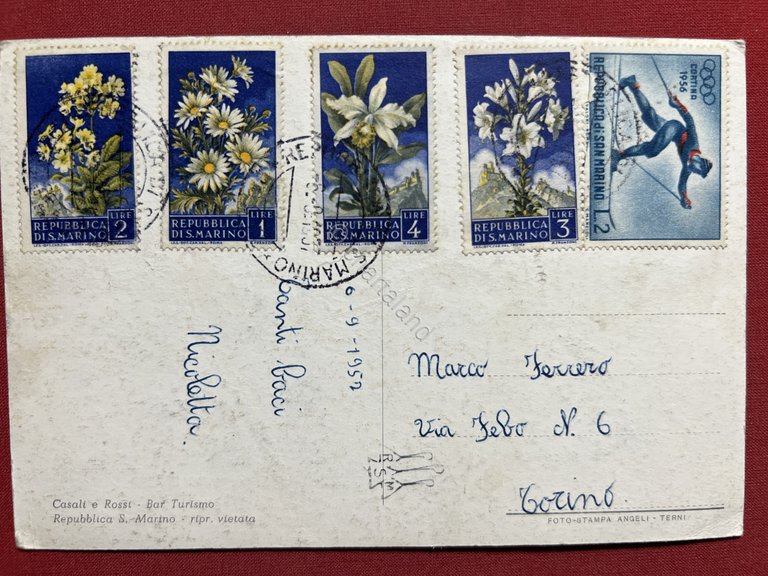 REPUBBLICA
DI S. MARINO
LIRE
2
REPUBBLICA
DI S. MARINO
LIRE
1
REPUBBLICA
DI S. MARINO
LIRE
4
REPUBBLICA
DI S. MARINO
LIRE
3
CORTINA
1956
REPUBBLICA di SAN MARINO
L 2
MARINO
-9-1957
Tanti baci
Nicoletta.
Marco Ferrero
Via Febo N. 6
Torino.
Casali e Rossi - Bar Turismo
Repubblica S. Marino - ripr. vietata
RSM
FOTO-STAMPA ANGELI - TERNI